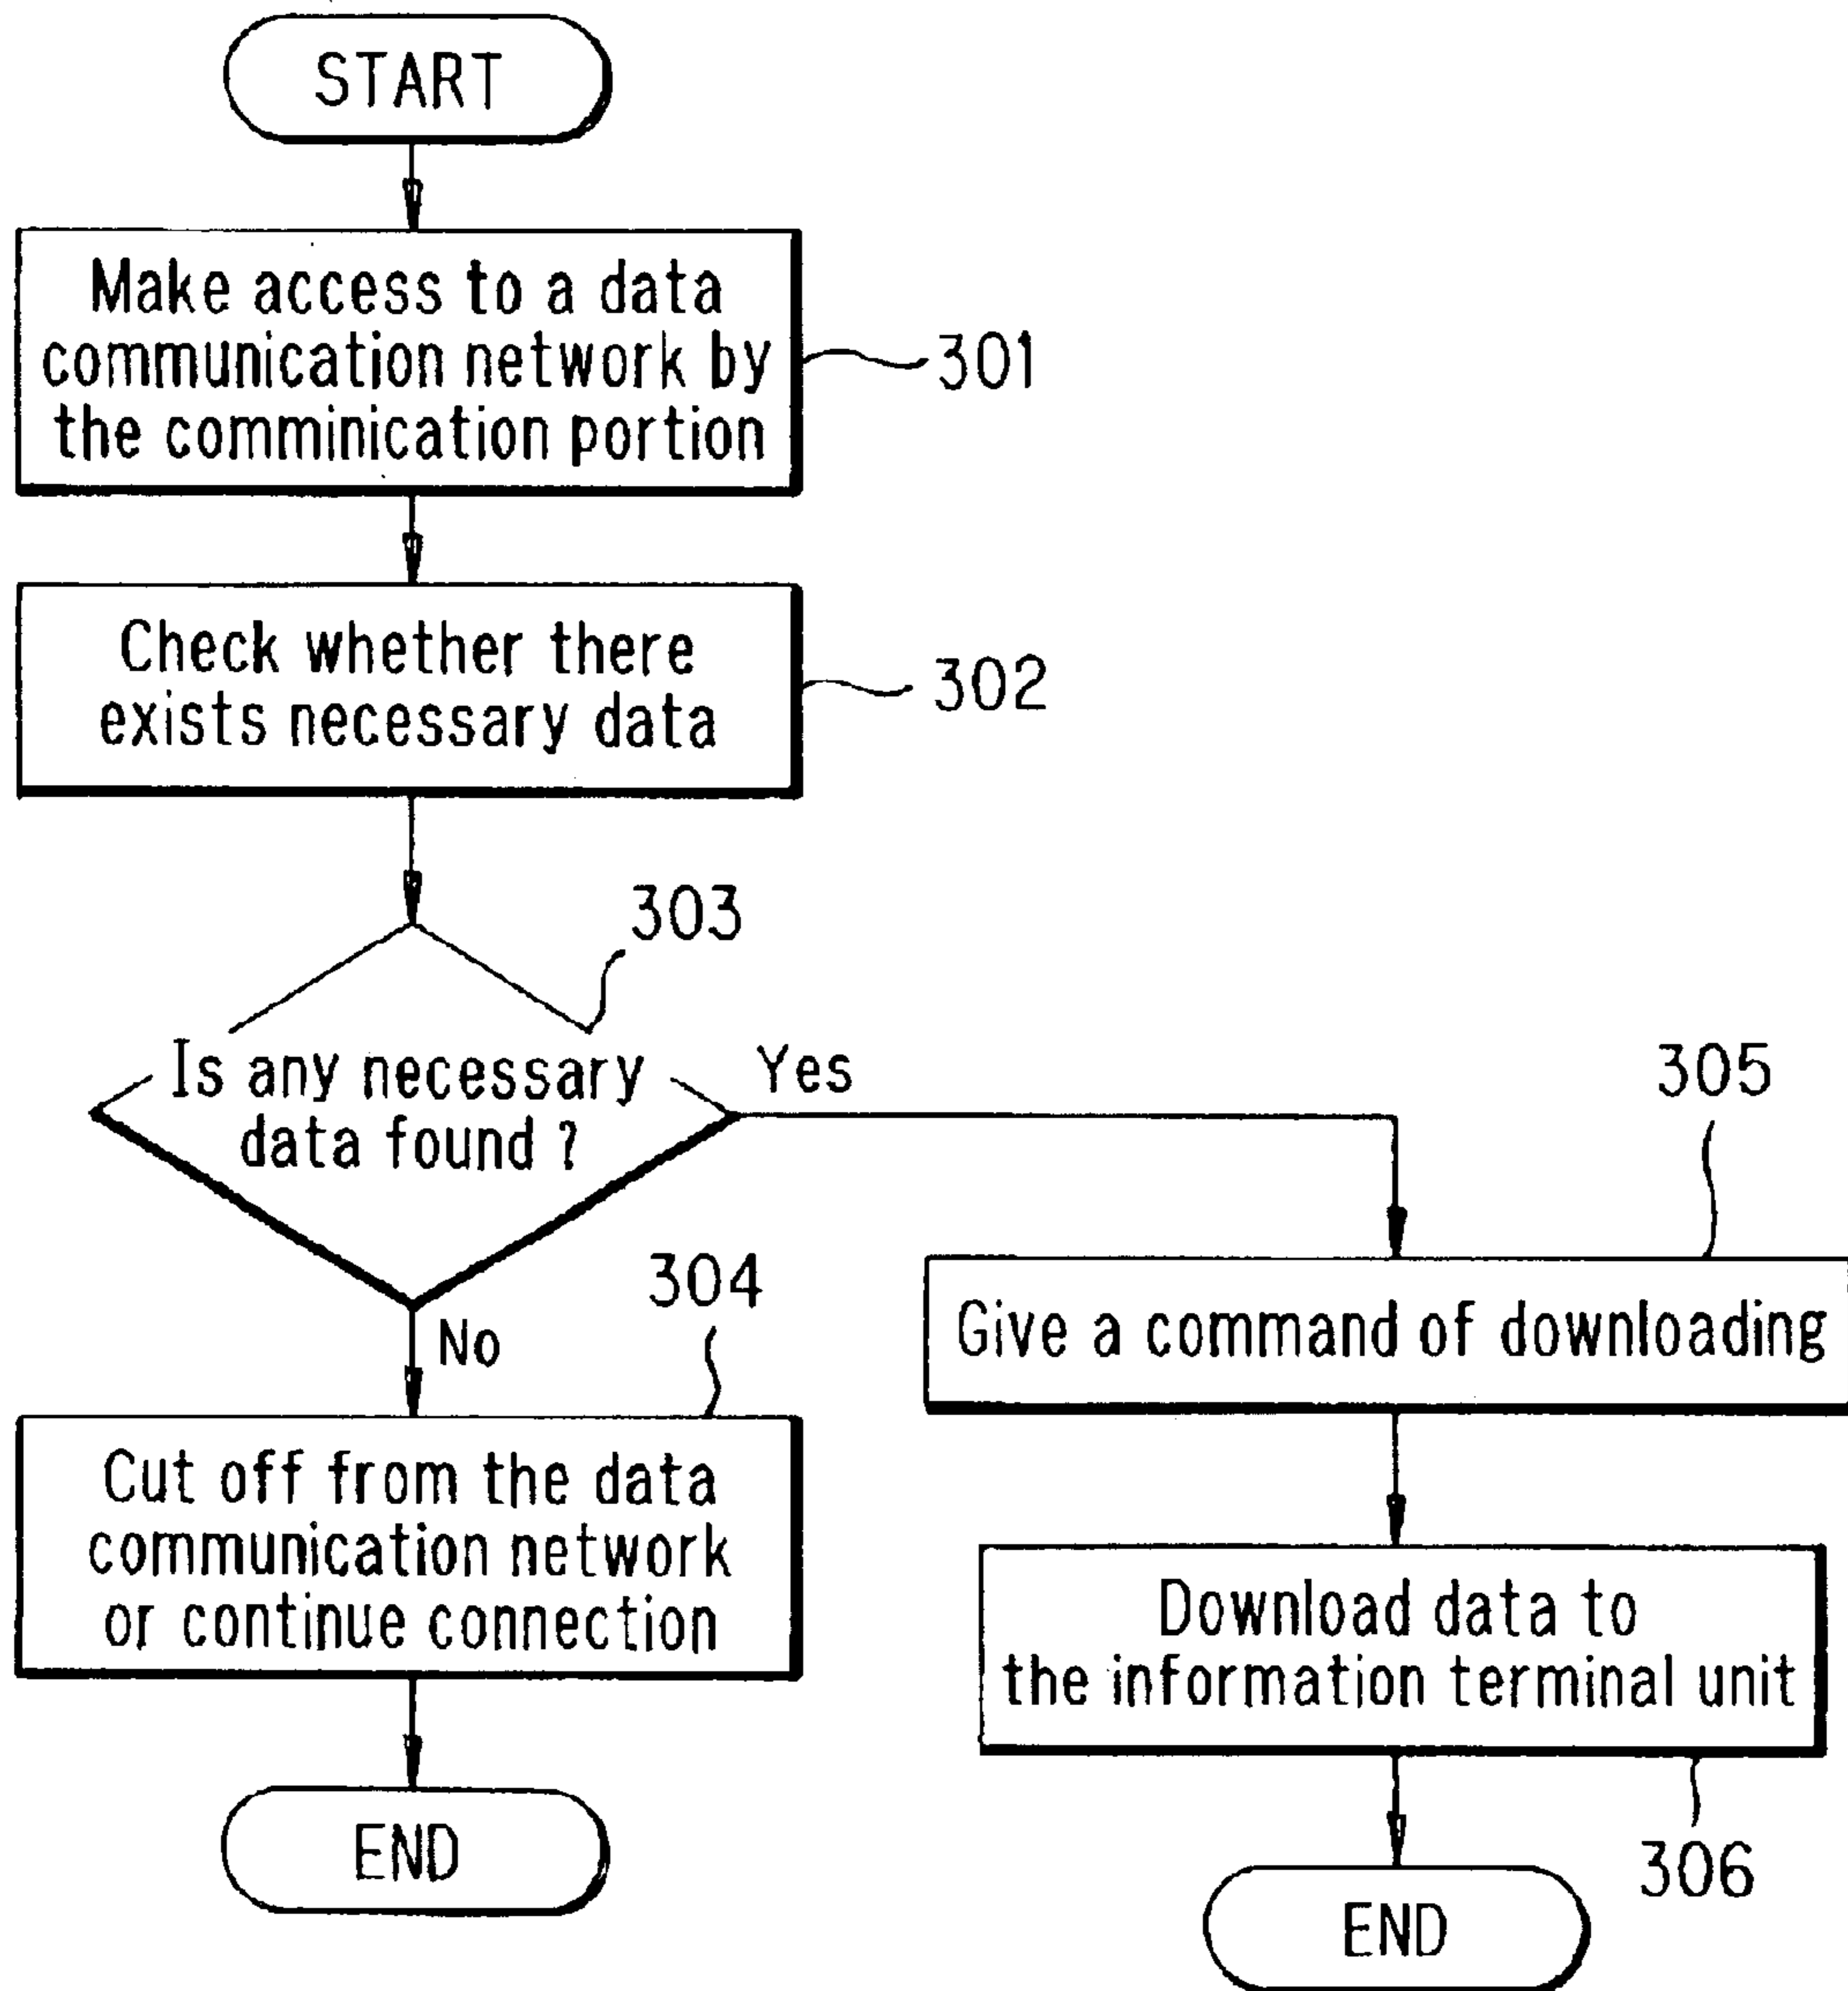 START
Make access to a data
communication network by
the comminication portion
301
Check whether there
exists necessary data
302
303
Is any necessary
data found ?
Yes
No
304
Cut off from the data
communication network
or continue connection
END
305
Give a command of downloading
Download data to
the information terminal unit
306
END